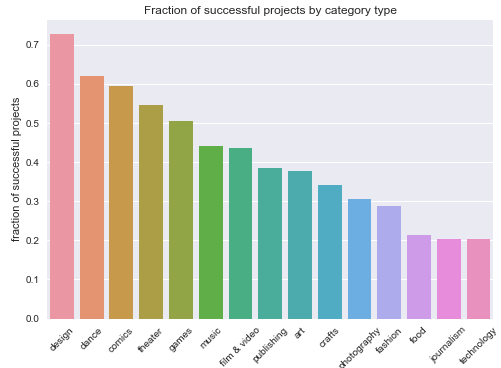 Fraction of successful projects by category type
fraction of successful projects
0.7
0.6
0.5
0.4
0.3
0.2
0.1
0.0
design
dance
comics
theater
games
music
film & video
publishing
art
crafts
photography
fashion
food
journalism
technology